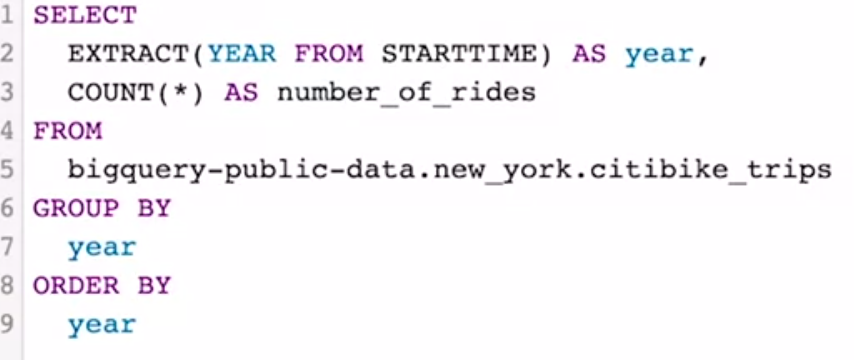 1 SELECT
2 EXTRACT(YEAR FROM STARTTIME) AS year,
3 COUNT(*) AS number_of_rides
4 FROM
5 bigquery-public-data.new_york.citibike_trips
6 GROUP BY
7 year
8 ORDER BY
9 year